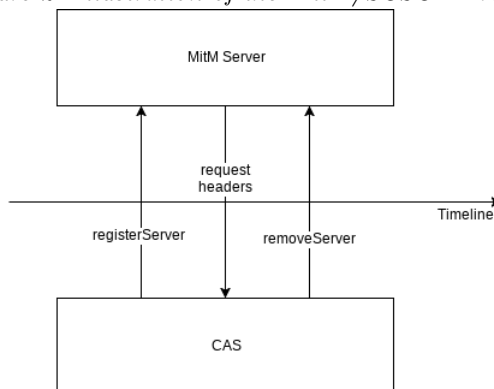 MitM Server
request
headers
Timeline
registerServer
removeServer
CAS